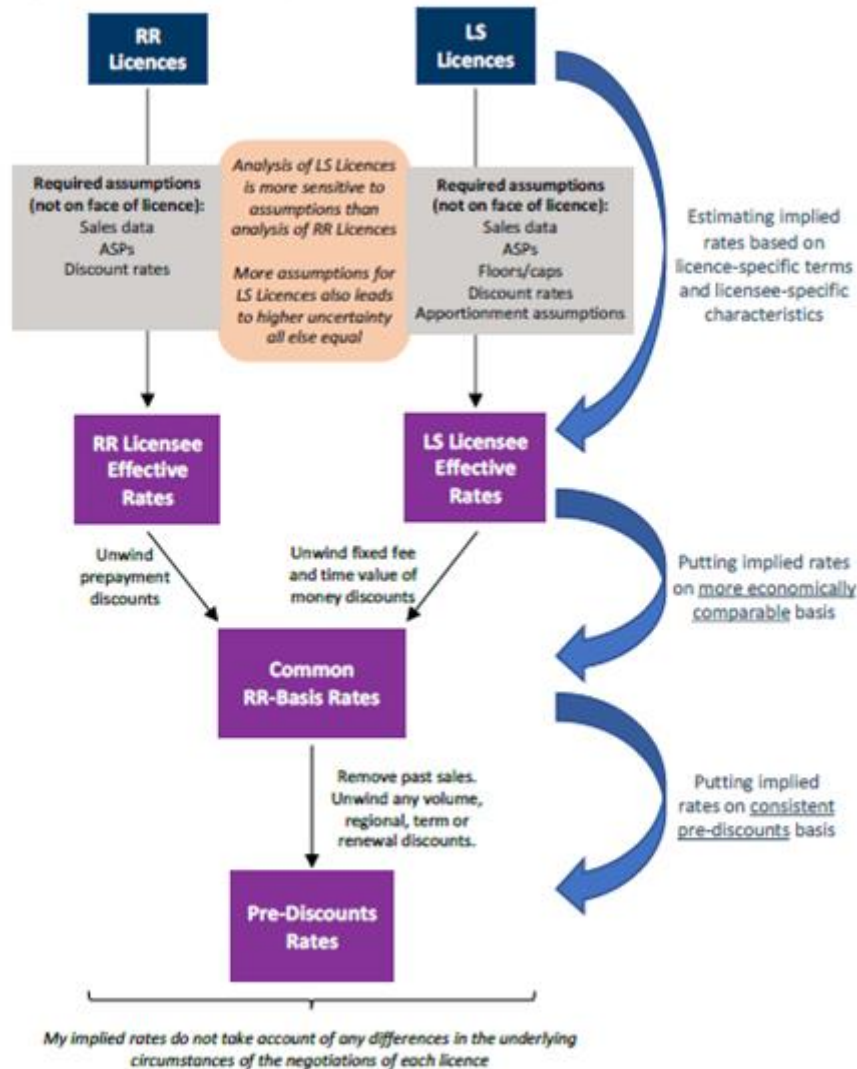 RR
Licences
LS
Licences
Required assumptions
(not on face of licence):
Sales data
ASPs
Discount rates
Analysis of LS Licences
is more sensitive to
assumptions than
analysis of RR Licences
More assumptions for
LS Licences also leads
to higher uncertainty
all else equal
Required assumptions
(not on face of licence):
Sales data
ASPs
Floors/caps
Discount rates
Apportionment assumptions
Estimating implied
rates based on
licence-specific terms
and licensee-specific
characteristics
RR Licensee
Effective
Rates
LS Licensee
Effective
Rates
Unwind
prepayment
discounts
Unwind fixed fee
and time value of
money discounts
Putting implied rates
on more economically
comparable basis
Common
RR-Basis Rates
Remove past sales.
Unwind any volume,
regional, term or
renewal discounts.
Putting implied
rates on consistent
pre-discounts basis
Pre-Discounts
Rates
My implied rates do not take account of any differences in the underlying
circumstances of the negotiations of each licence